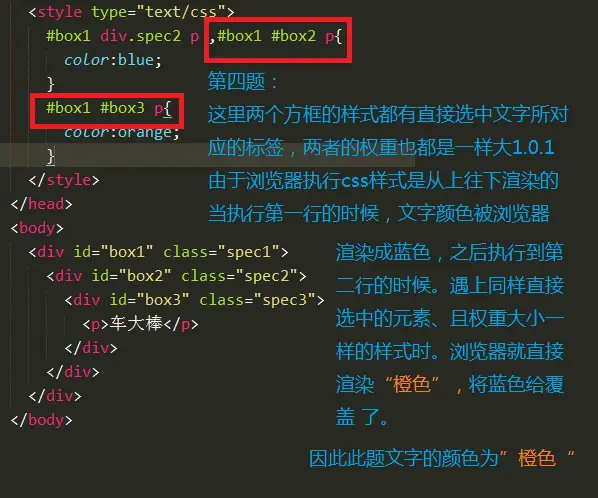 <style type="text/css">
#box1 div.spec2 p ,#box1 #box2 p{
color:blue;
}
#box1 #box3 p{
color:orange;
}
</style>
</head>
<body>
<div id="box1" class="spec1">
<div id="box2" class="spec2">
<div id="box3" class="spec3">
<p>车大棒</p>
</div>
</div>
</div>
</body>
第四题：
这里两个方框的样式都有直接选中文字所对
应的标签，两者的权重也都是一样大1.0.1
由于浏览器执行css样式是从上往下渲染的
当执行第一行的时候，文字颜色被浏览器
渲染成蓝色，之后执行到第
二行的时候。遇上同样直接
选中的元素、且权重大小一
样的样式时。浏览器就直接
渲染“橙色”，将蓝色给覆
盖 了。
因此此题文字的颜色为”橙色“